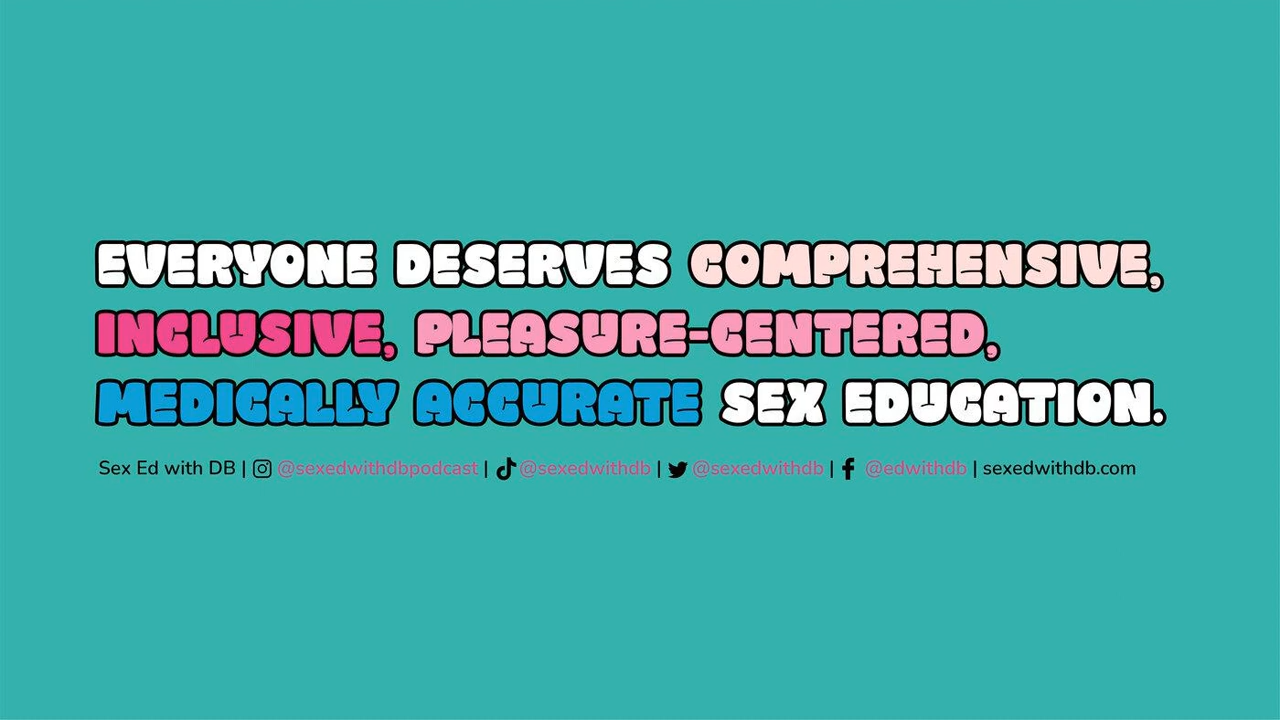 EVERYONE DESERVES COMPREHENSIVE,
INCLUSIVE, PLEASURE-CENTERED,
MEDICALLY ACCURATE SEX EDUCATION.
Sex Ed with DB | @sexedwithdbpodcast | @sexedwithdb | @sexedwithdb | @edwithdb | sexedwithdb.com